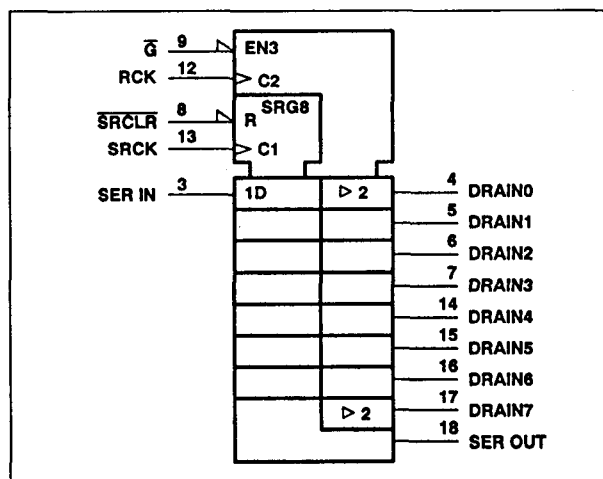 G̅ 9 EN3
RCK 12 C2
SRG8
S̅R̅C̅L̅R̅ 8 R
SRCK 13 C1
SER IN 3 1D ▷ 2 4 DRAIN0
5 DRAIN1
6 DRAIN2
7 DRAIN3
14 DRAIN4
15 DRAIN5
16 DRAIN6
▷ 2 17 DRAIN7
18 SER OUT